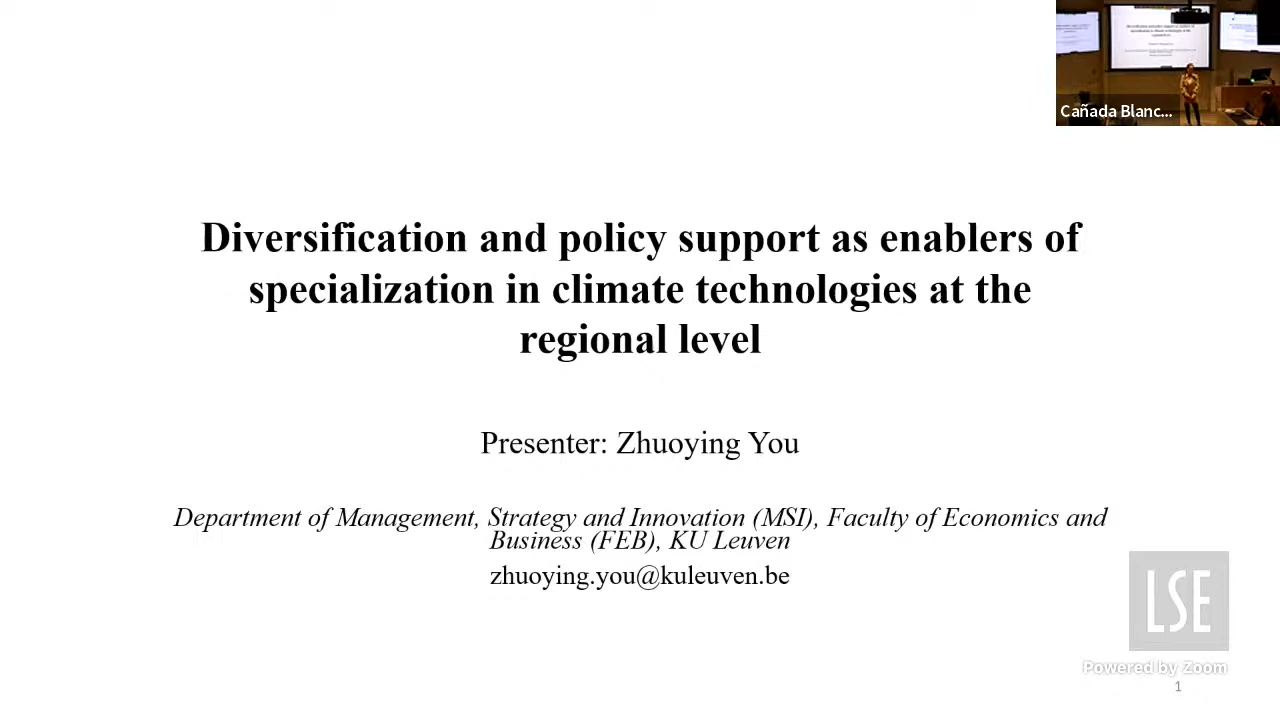 Cañada Blanc...
Diversification and policy support as enablers of
specialization in climate technologies at the
regional level
Presenter: Zhuoying You
Department of Management, Strategy and Innovation (MSI), Faculty of Economics and
Business (FEB), KU Leuven
zhuoying.you@kuleuven.be
LSE
Powered by Zoom
1